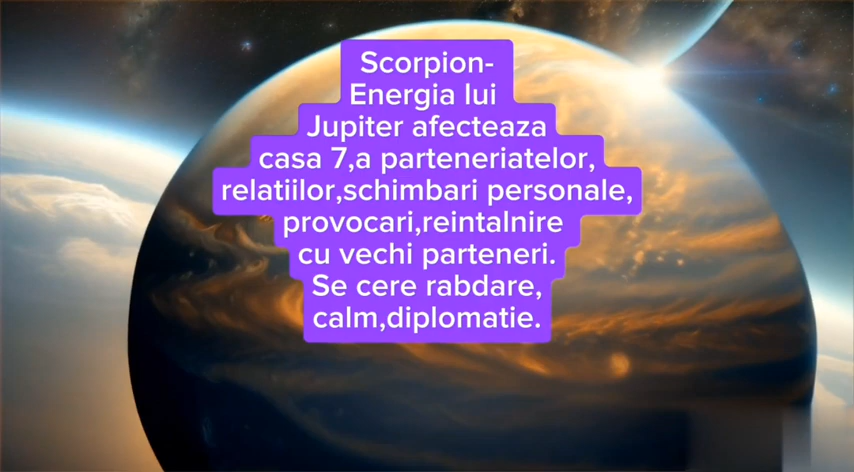 Scorpion-
Energia lui
Jupiter afecteaza
casa 7,a parteneriatelor,
relatiilor,schimbari personale,
provocari,reintalnire
cu vechi parteneri.
Se cere rabdare,
calm,diplomatie.